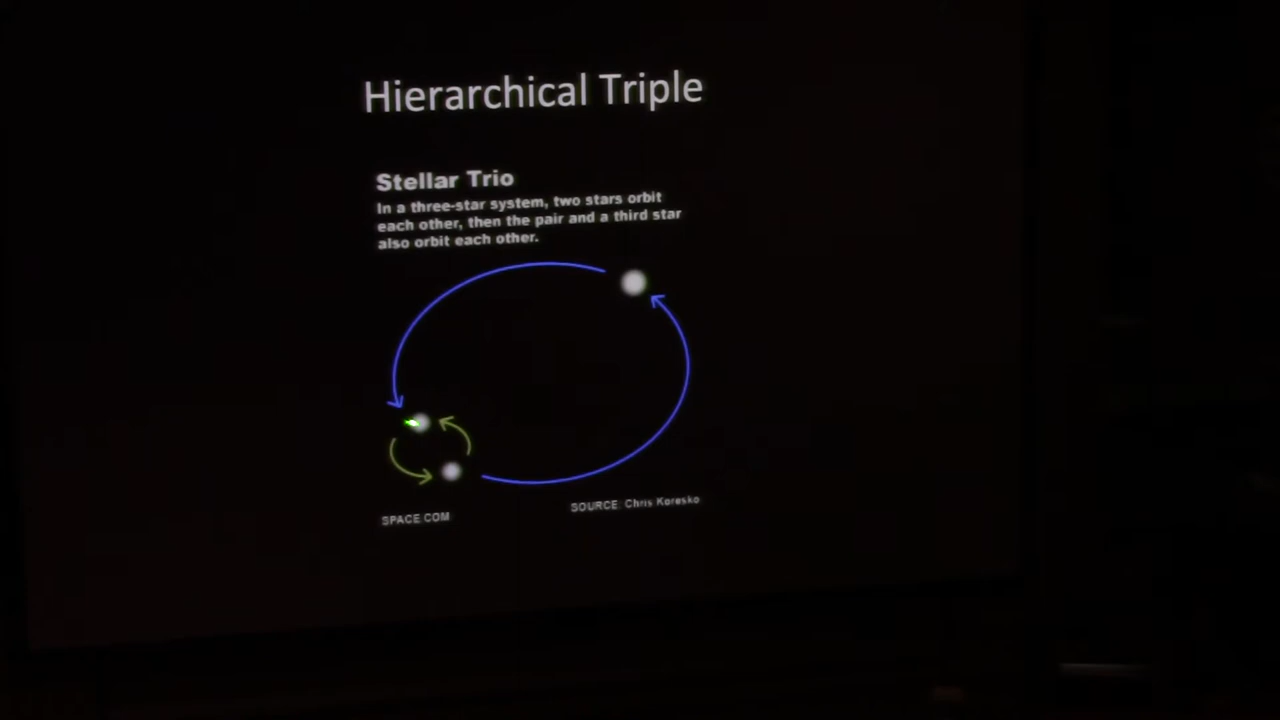 Hierarchical Triple
Stellar Trio
In a three-star system, two stars orbit
each other, then the pair and a third star
also orbit each other.
SPACE.COM
SOURCE: Chris Koresko